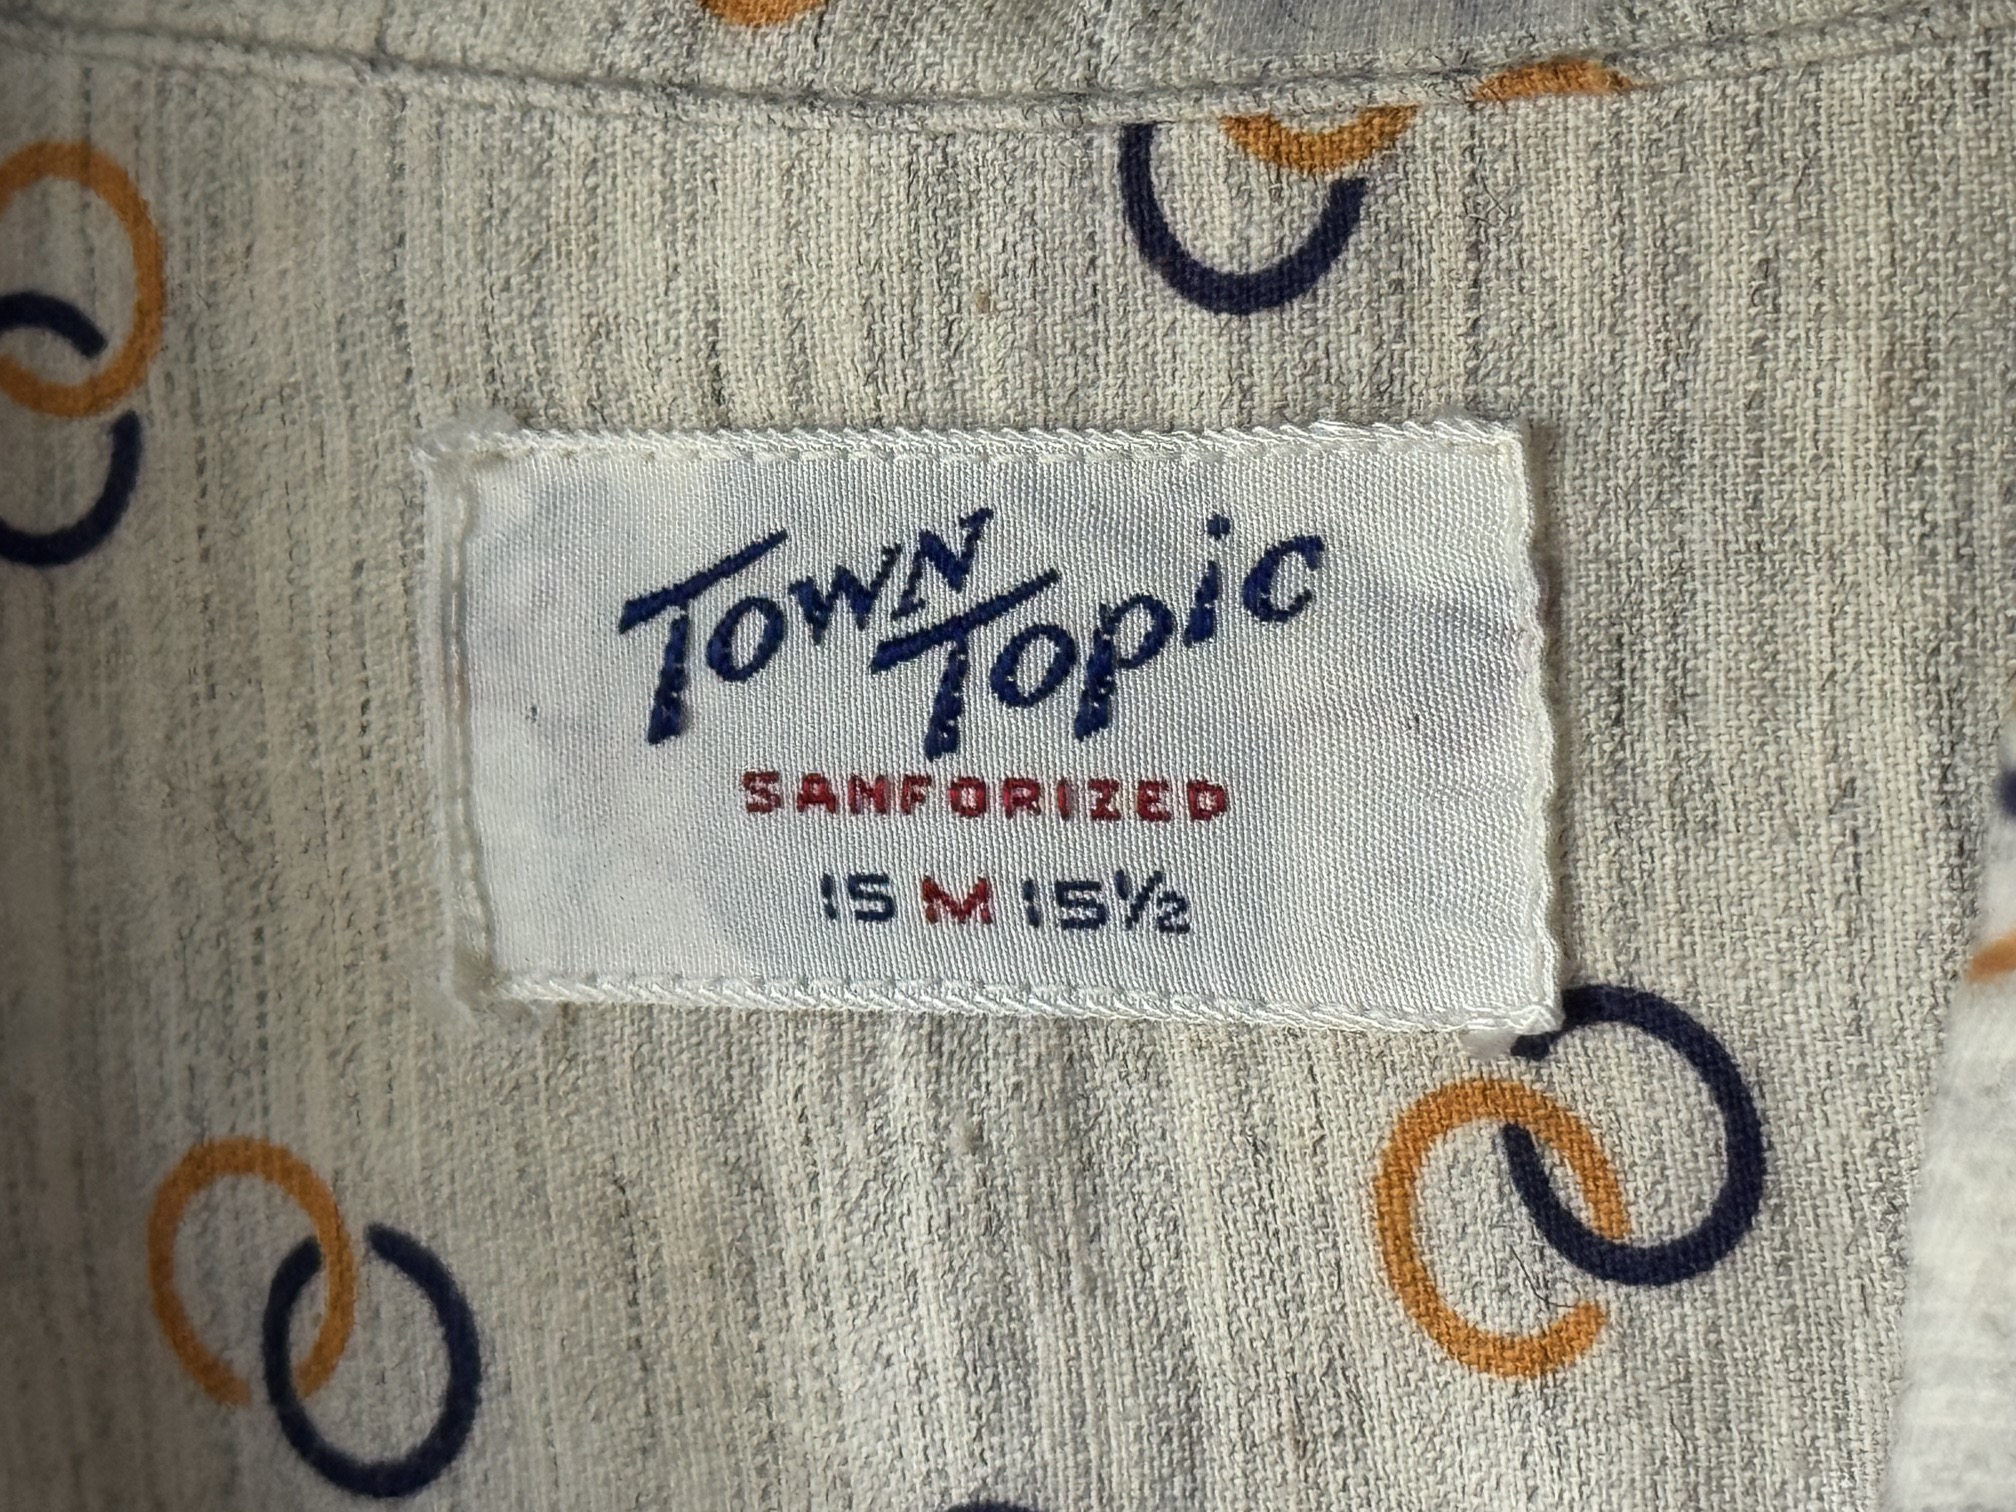 Town
Topic
SANFORIZED
15 M 15½